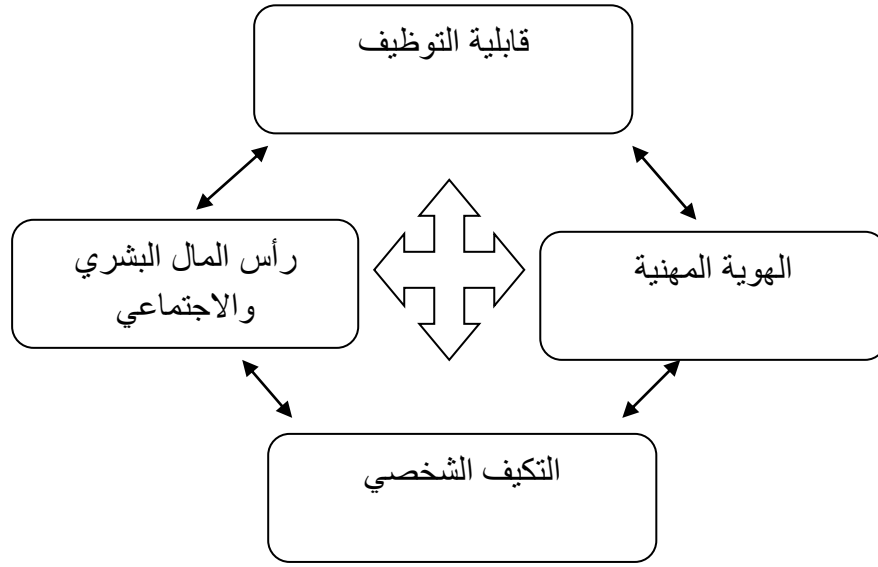 قابلية التوظيف
الهوية المهنية
رأس المال البشري
والاجتماعي
التكيف الشخصي